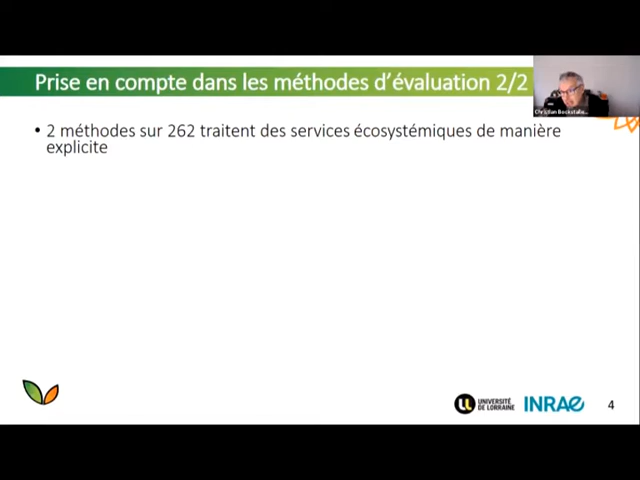 Prise en compte dans les méthodes d'évaluation 2/2
• 2 méthodes sur 262 traitent des services écosystémiques de manière
explicite
UNIVERSITÉ
DE LORRAINE
INRAE
4